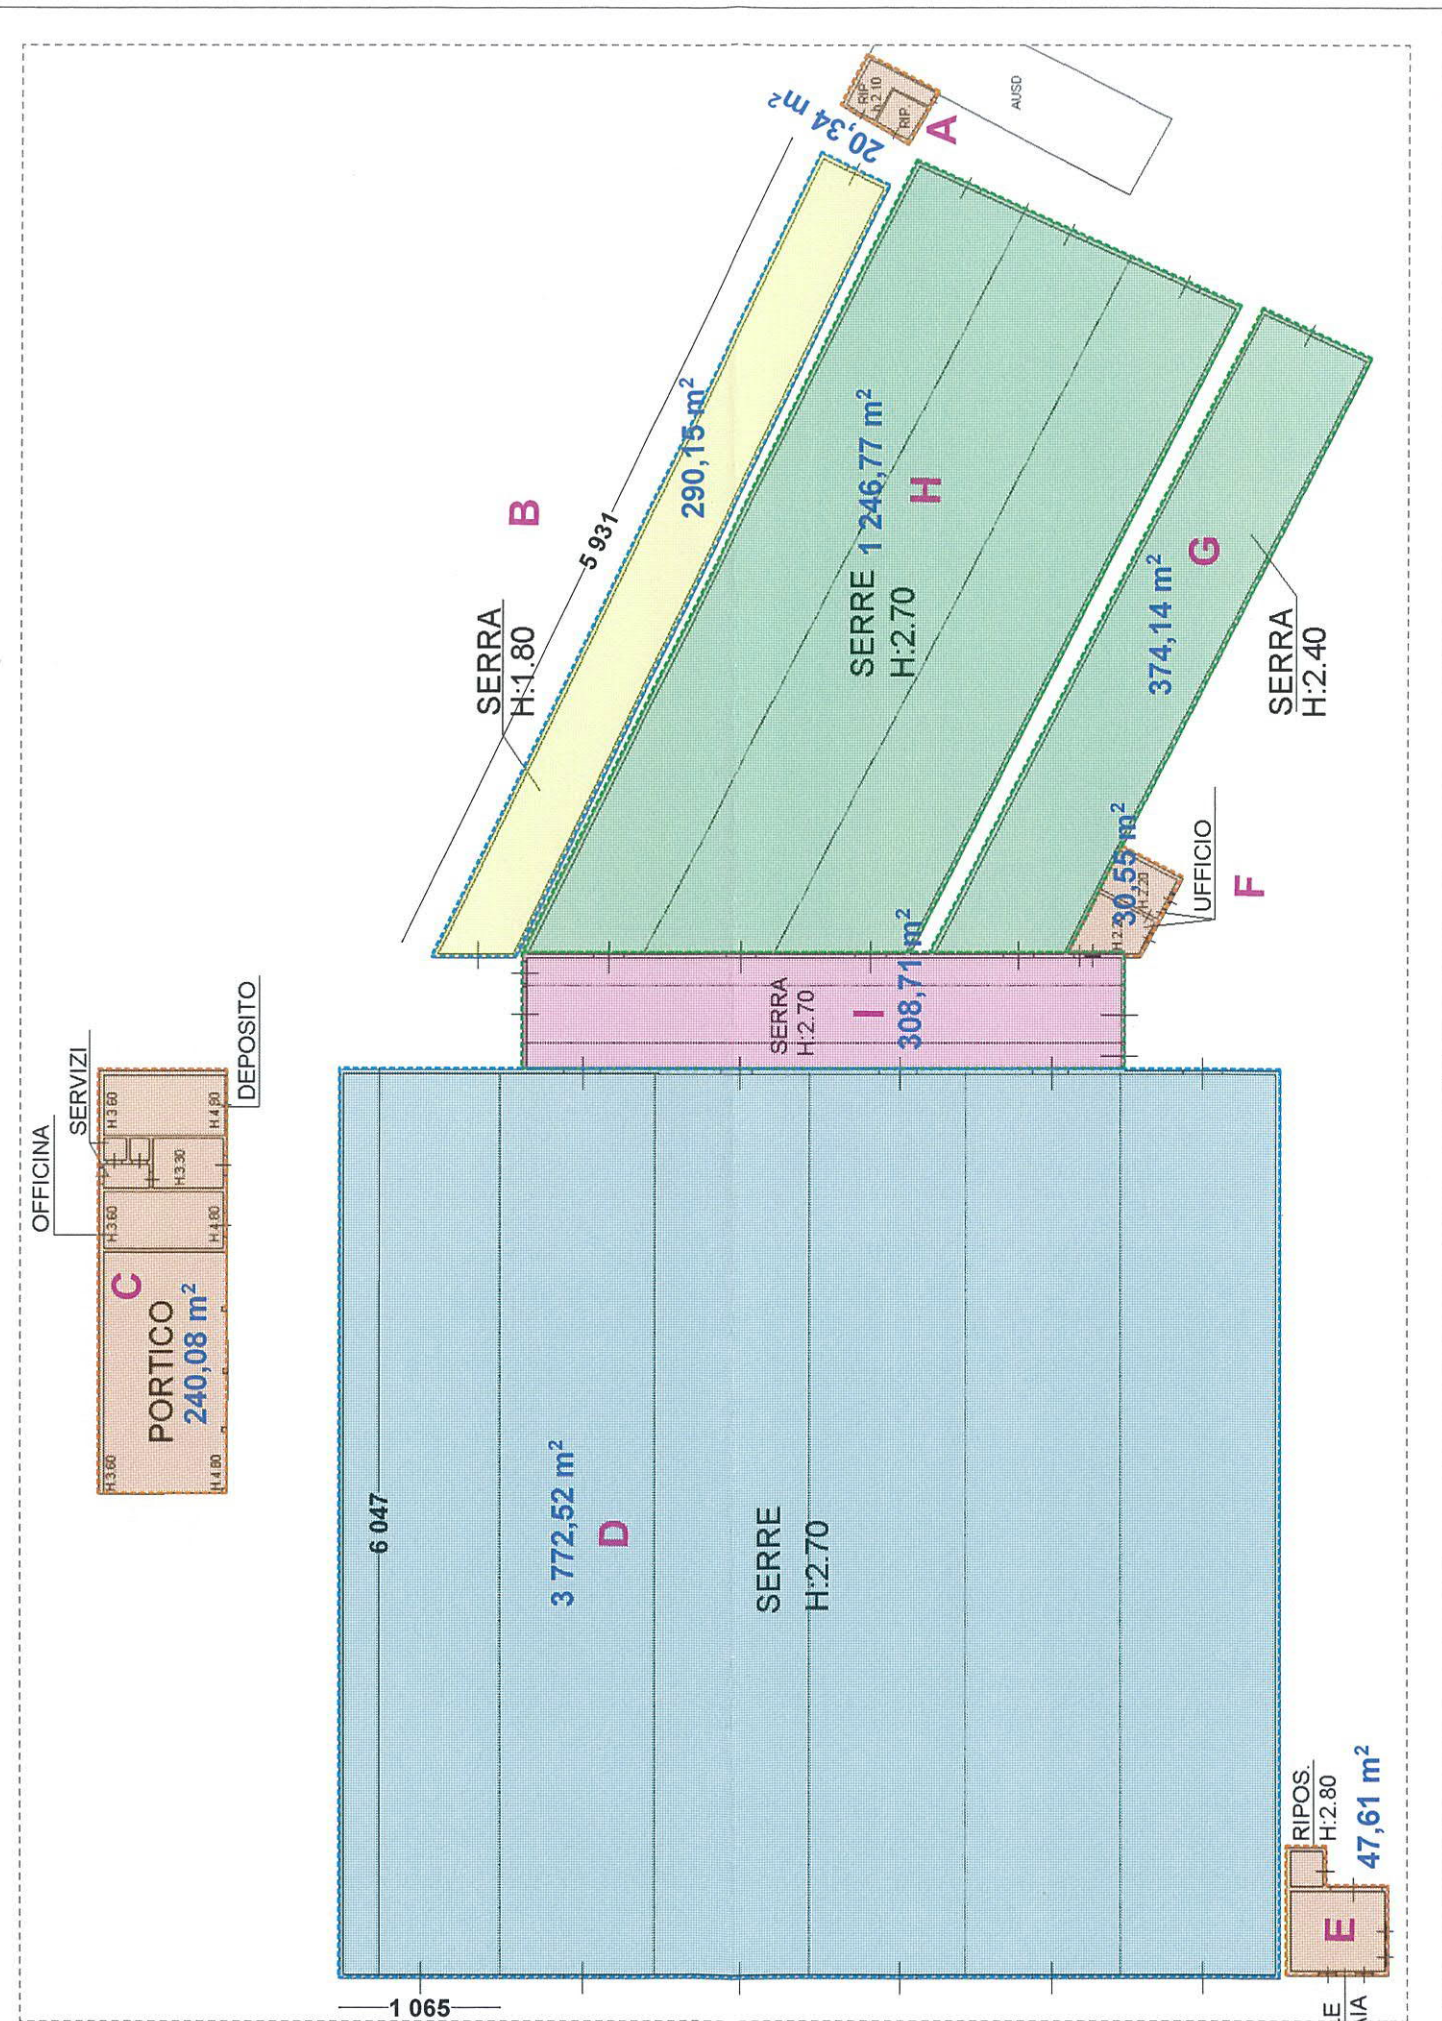 OFFICINA
SERVIZI
DEPOSITO
H.3.60
H.4.80
H.3.30
H.3.60
H.4.80
C
PORTICO
240,08 m²
H.3.60
H.4.80
RIP.
h.2.10
RIP.
A
20,34 m²
AUSD
B
5 931
290,15 m²
SERRA
H:1.80
SERRE
H:2.70
1 246,77 m²
H
G
374,14 m²
SERRA
H:2.40
30,55 m²
H.2.20
UFFICIO
F
SERRA
H:2.70
I
308,71 m²
6 047
3 772,52 m²
D
SERRE
H:2.70
1 065
RIPOS.
H:2.80
47,61 m²
E